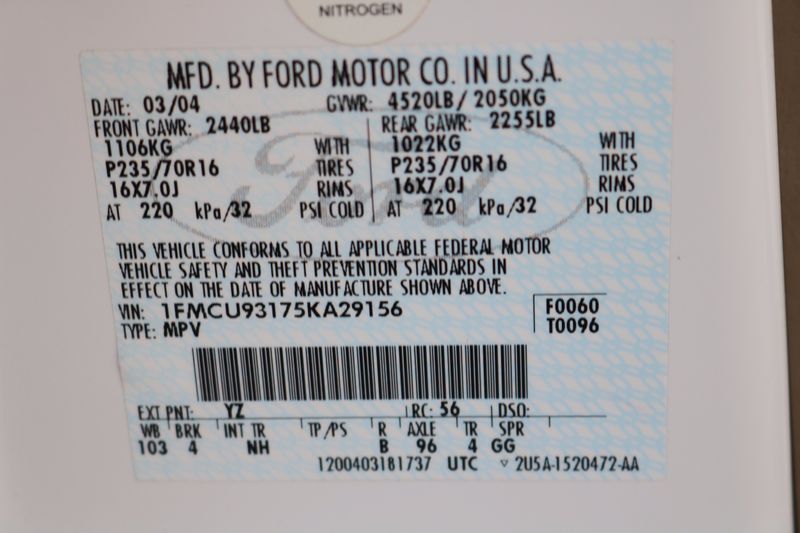 NITROGEN
MFD. BY FORD MOTOR CO. IN U.S.A.
DATE: 03/04 GVWR: 4520LB/ 2050KG
FRONT GAWR: 2440LB REAR GAWR: 2255LB
1106KG WITH 1022KG WITH
P235/70R16 TIRES P235/70R16 TIRES
16X7.0J RIMS 16X7.0J RIMS
AT 220 kPa/32 PSI COLD AT 220 kPa/32 PSI COLD
Ford
THIS VEHICLE CONFORMS TO ALL APPLICABLE FEDERAL MOTOR
VEHICLE SAFETY AND THEFT PREVENTION STANDARDS IN
EFFECT ON THE DATE OF MANUFACTURE SHOWN ABOVE.
VIN: 1FMCU93175KA29156 F0060
TYPE: MPV T0096
EXT PNT: YZ RC: 56 DSO:
WB BRK INT TR TP/PS R AXLE TR SPR
103 4 NH B 96 4 GG
1200403181737 UTC ▽ 2U5A-1520472-AA